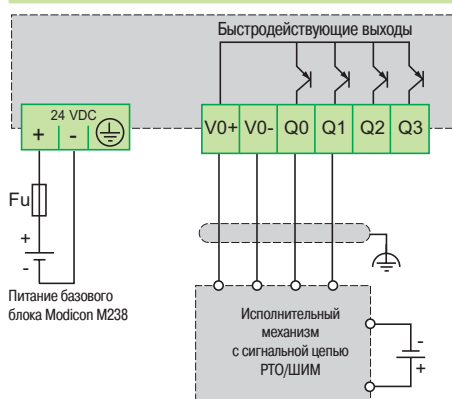 Быстродействующие выходы
24 VDC
+ -
V0+ V0- Q0 Q1 Q2 Q3
Fu
+
-
Питание базового
блока Modicon M238
Исполнительный
механизм
с сигнальной цепью
РТО/ШИМ
-
+